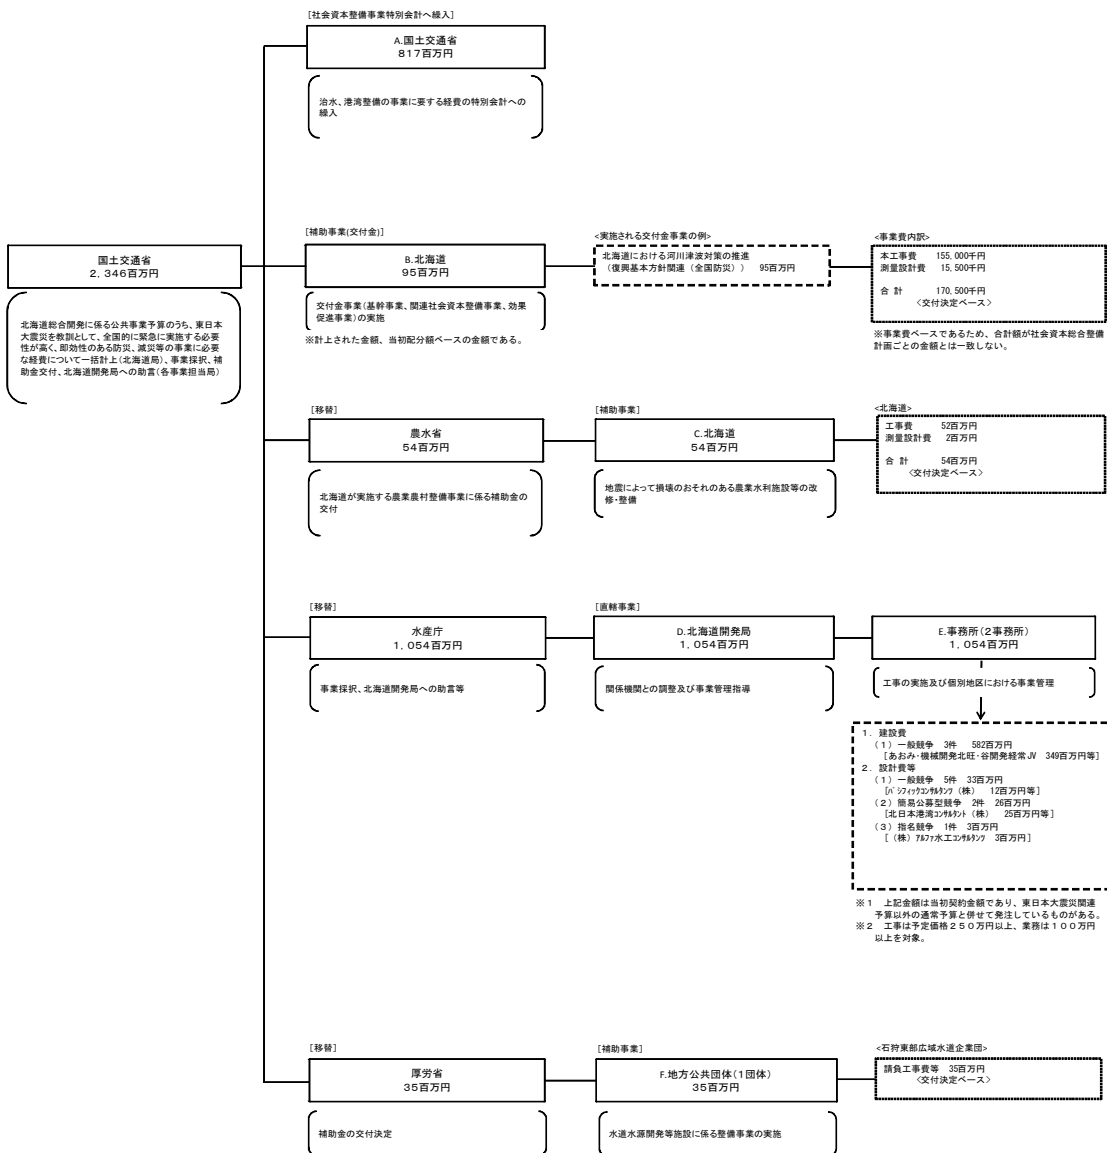 [社会資本整備事業特別会計へ繰入]
A.国土交通省
817百万円
治水、港湾整備の事業に要する経費の特別会計への
繰入
国土交通省
2,346百万円
北海道総合開発に係る公共事業予算のうち、東日本
大震災を教訓として、全国的に緊急に実施する必要
性が高く、即効性のある防災、減災等の事業に必要
な経費について一括計上(北海道局)、事業採択、補
助金交付、北海道開発局への助言(各事業担当局)
[補助事業(交付金)]
B.北海道
95百万円
交付金事業(基幹事業、関連社会資本整備事業、効果
促進事業)の実施
※計上された金額、当初配分額ベースの金額である。
<実施される交付金事業の例>
北海道における河川津波対策の推進
(復興基本方針関連(全国防災)) 95百万円
<事業費内訳>
本工事費 155,000千円
測量設計費 15,500千円
合 計 170,500千円
<交付決定ベース>
※事業費ベースであるため、合計額が社会資本総合整備
計画ごとの金額とは一致しない。
[移替]
農水省
54百万円
北海道が実施する農業農村整備事業に係る補助金の
交付
[補助事業]
C.北海道
54百万円
地震によって損壊のおそれのある農業水利施設等の改
修・整備
<北海道>
工事費 52百万円
測量設計費 2百万円
合 計 54百万円
<交付決定ベース>
[移替]
水産庁
1,054百万円
事業採択、北海道開発局への助言等
[直轄事業]
D.北海道開発局
1,054百万円
関係機関との調整及び事業管理指導
E.事務所(2事務所)
1,054百万円
工事の実施及び個別地区における事業管理
1.建設費
(1)一般競争 3件 582百万円
[あおみ・機械開発北旺・谷開発経常JV 349百万円等]
2.設計費等
(1)一般競争 5件 33百万円
[パシフィックコンサルタンツ(株) 12百万円等]
(2)簡易公募型競争 2件 26百万円
[北日本港湾コンサルタント(株) 25百万円等]
(3)指名競争 1件 3百万円
[(株)アルファ水工コンサルタンツ 3百万円]
※1 上記金額は当初契約金額であり、東日本大震災関連
予算以外の通常予算と併せて発注しているものがある。
※2 工事は予定価格250万円以上、業務は100万円
以上を対象。
[移替]
厚労省
35百万円
補助金の交付決定
[補助事業]
F.地方公共団体(1団体)
35百万円
水道水源開発等施設に係る整備事業の実施
<石狩東部広域水道企業団>
請負工事費等 35百万円
<交付決定ベース>